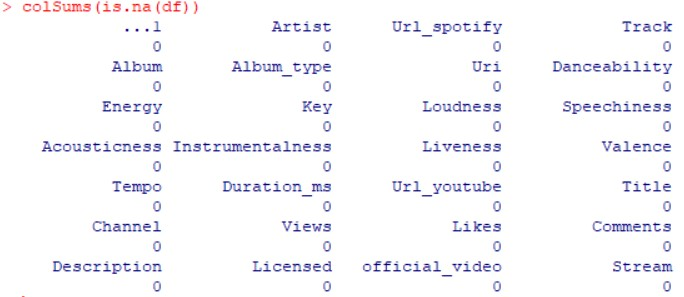 > colSums(is.na(df))
...1 Artist Url_spotify Track
0 0 0 0
Album Album_type Uri Danceability
0 0 0 0
Energy Key Loudness Speechiness
0 0 0 0
Acousticness Instrumentalness Liveness Valence
0 0 0 0
Tempo Duration_ms Url_youtube Title
0 0 0 0
Channel Views Likes Comments
0 0 0 0
Description Licensed official_video Stream
0 0 0 0